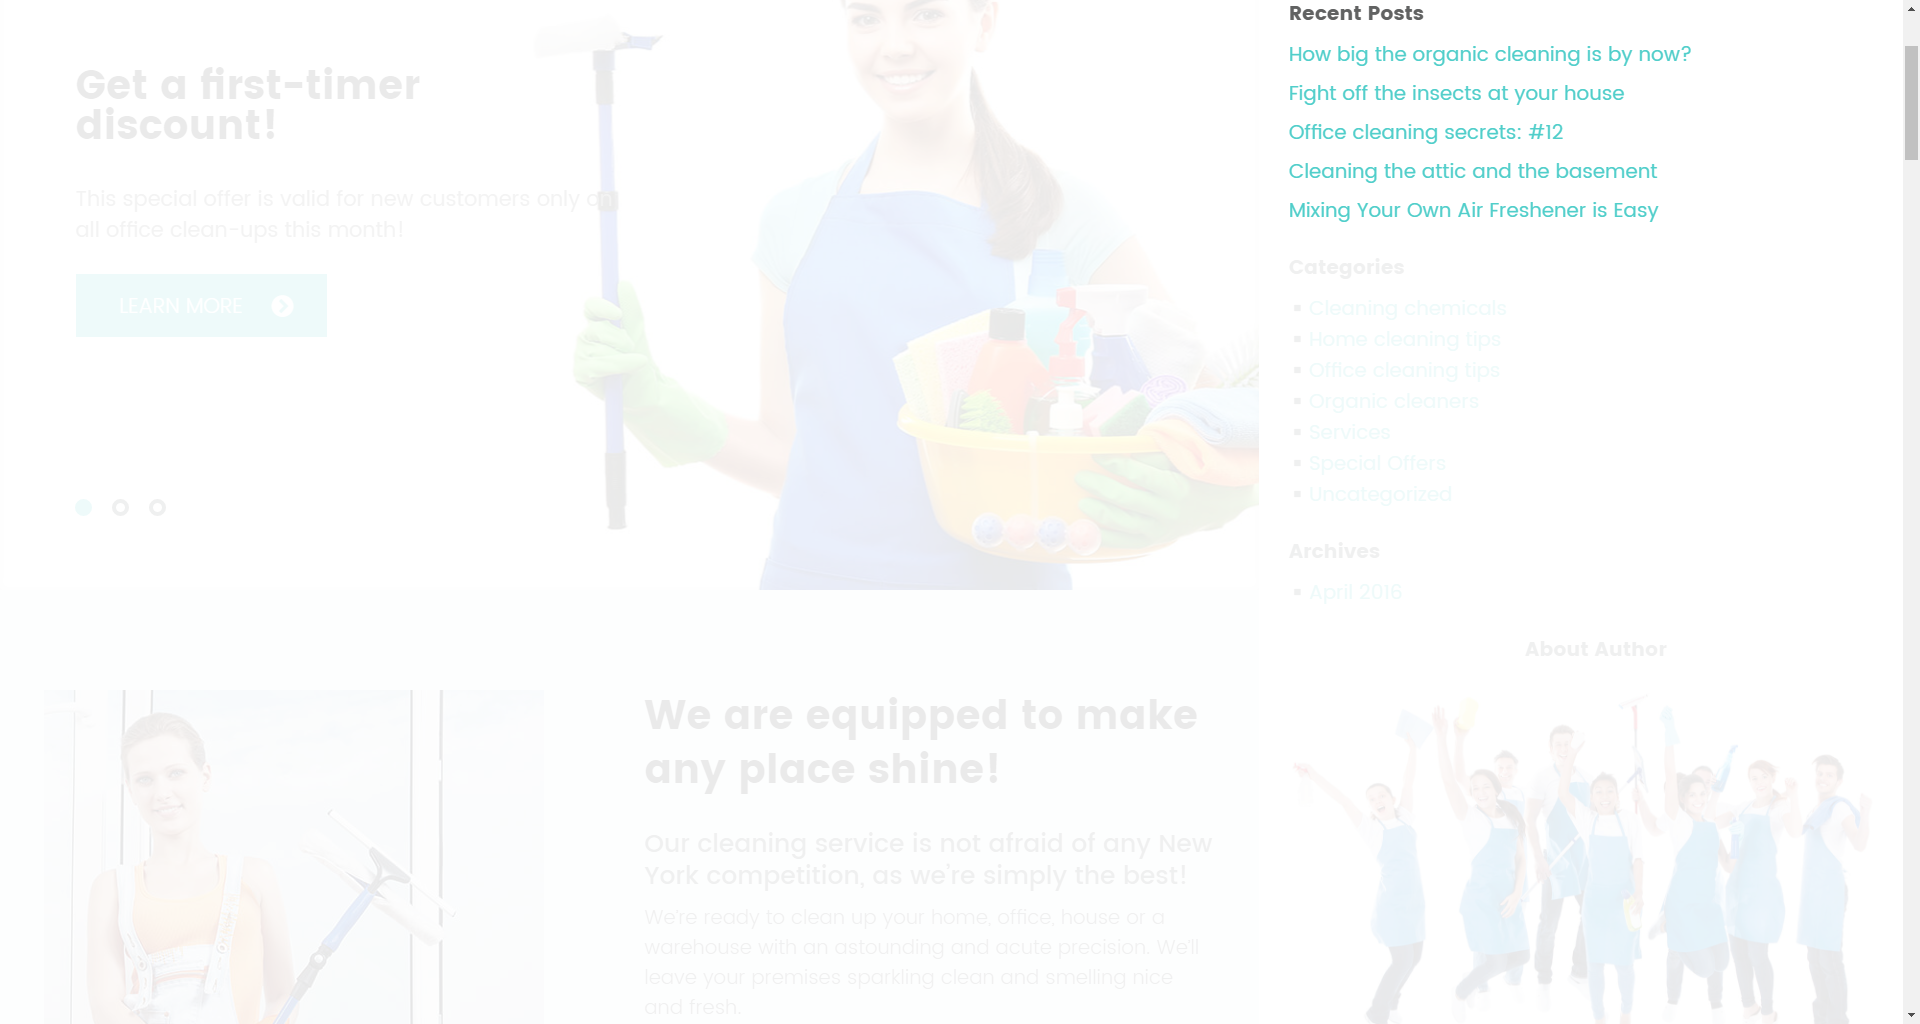 Get a first-timer
discount!
This special offer is valid for new customers only on
all office clean-ups this month!
LEARN MORE
We are equipped to make
any place shine!
Our cleaning service is not afraid of any New
York competition, as we're simply the best!
We're ready to clean up your home, office, house or a
warehouse with an astounding and acute precision. We'll
leave your premises sparkling clean and smelling nice
and fresh.
Recent Posts
How big the organic cleaning is by now?
Fight off the insects at your house
Office cleaning secrets: #12
Cleaning the attic and the basement
Mixing Your Own Air Freshener is Easy
Categories
Cleaning chemicals
Home cleaning tips
Office cleaning tips
Organic cleaners
Services
Special Offers
Uncategorized
Archives
April 2016
About Author